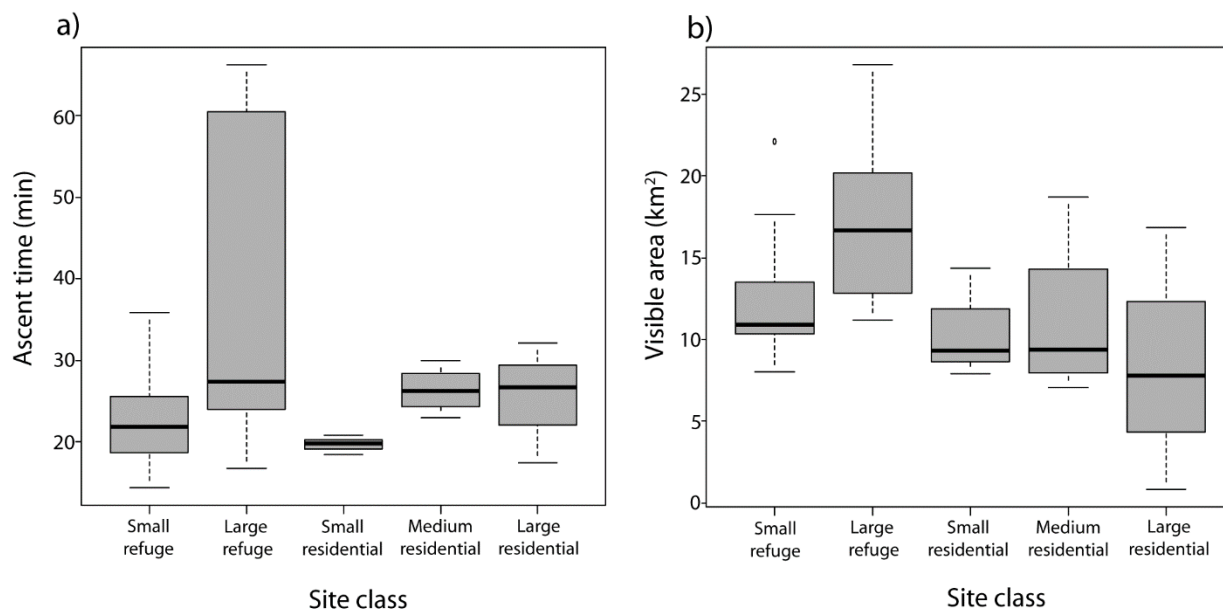 a)
Ascent time (min)
60
50
40
30
20
Small
refuge
Large
refuge
Small
residential
Medium
residential
Large
residential
Site class
b)
Visible area (km²)
25
20
15
10
5
0
Small
refuge
Large
refuge
Small
residential
Medium
residential
Large
residential
Site class